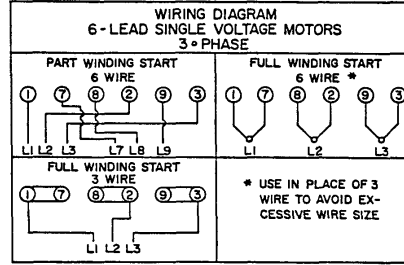 WIRING DIAGRAM
6-LEAD SINGLE VOLTAGE MOTORS
3∘PHASE
PART WINDING START
6 WIRE
1 7 8 2 9 3
L1 L2 L3 L7 L8 L9
FULL WINDING START
6 WIRE *
1 7 8 2 9 3
L1 L2 L3
FULL WINDING START
3 WIRE
1 7 8 2 9 3
L1 L2 L3
* USE IN PLACE OF 3
WIRE TO AVOID EX-
CESSIVE WIRE SIZE